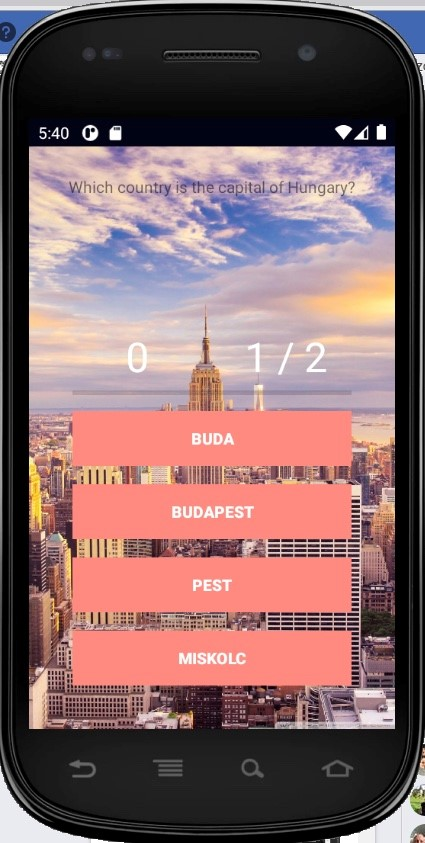 5:40
Which country is the capital of Hungary?
0 1 / 2
BUDA
BUDAPEST
PEST
MISKOLC